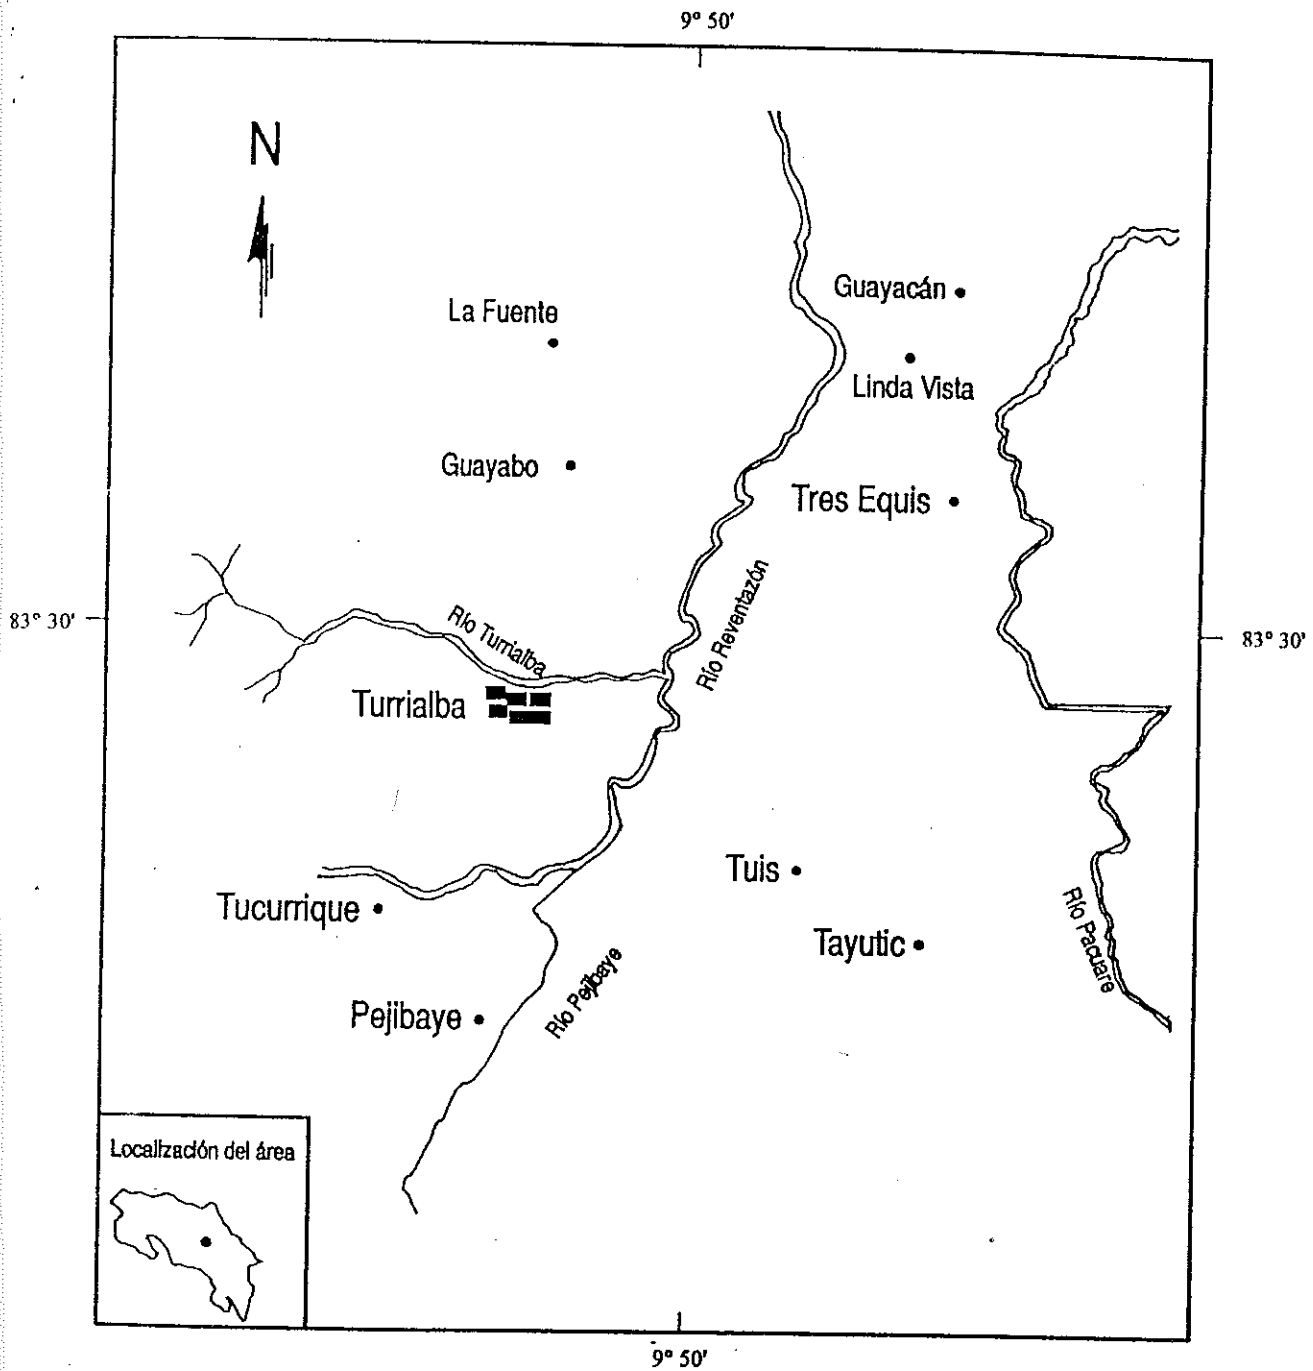 9° 50'
N
Guayacán
La Fuente
Linda Vista
Guayabo
Tres Equis
Río Reventazón
83° 30'
83° 30'
Río Turrialba
Turrialba
Tuis
Tucurrique
Río Pacuare
Tayutic
Río Pejibaye
Pejibaye
Localización del área
9° 50'